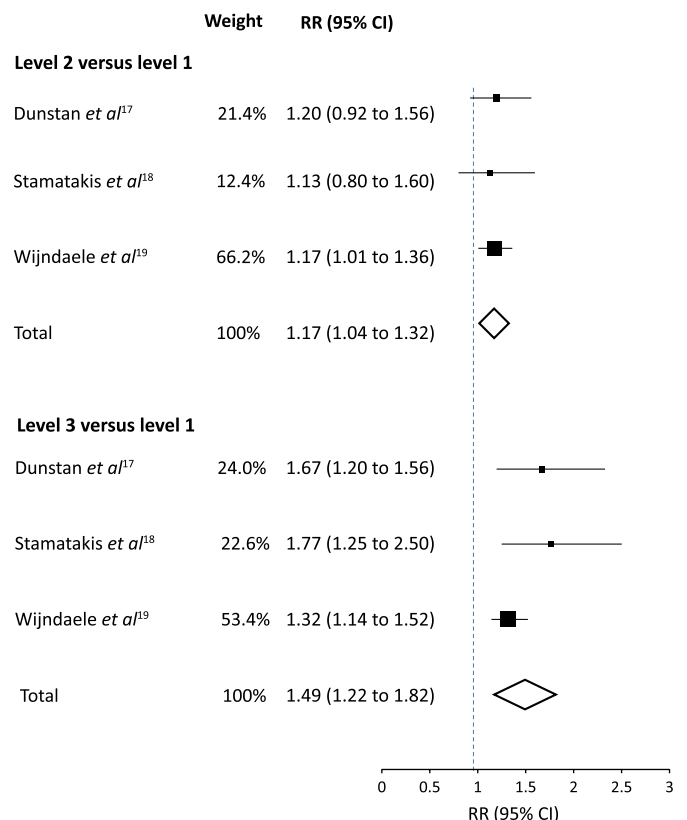 Weight RR (95% CI)
Level 2 versus level 1
Dunstan et al17 21.4% 1.20 (0.92 to 1.56)
Stamatakis et al18 12.4% 1.13 (0.80 to 1.60)
Wijndaele et al19 66.2% 1.17 (1.01 to 1.36)
Total 100% 1.17 (1.04 to 1.32)
Level 3 versus level 1
Dunstan et al17 24.0% 1.67 (1.20 to 1.56)
Stamatakis et al18 22.6% 1.77 (1.25 to 2.50)
Wijndaele et al19 53.4% 1.32 (1.14 to 1.52)
Total 100% 1.49 (1.22 to 1.82)
0 0.5 1 1.5 2 2.5 3
RR (95% CI)